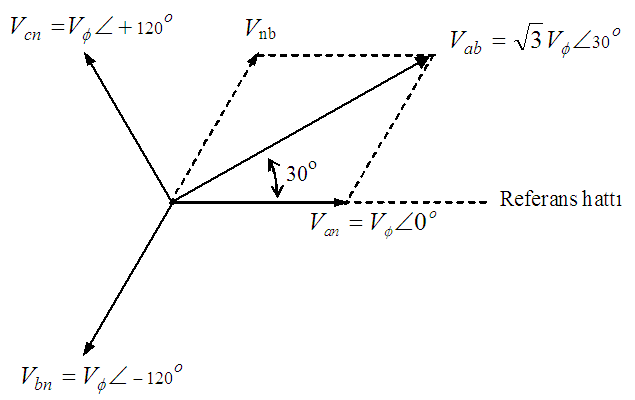 V_cn = V_ϕ∠+120°
V_nb
V_ab = √3 V_ϕ∠30°
30°
Referans hattı
V_an = V_ϕ∠0°
V_bn = V_ϕ∠-120°